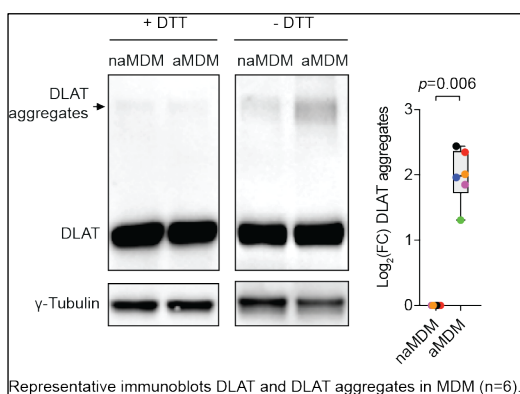 + DTT
- DTT
naMDM aMDM
naMDM aMDM
DLAT
aggregates
DLAT
γ-Tubulin
p=0.006
Log2(FC) DLAT aggregates
3
2
1
0
naMDM
aMDM
Representative immunoblots DLAT and DLAT aggregates in MDM (n=6).